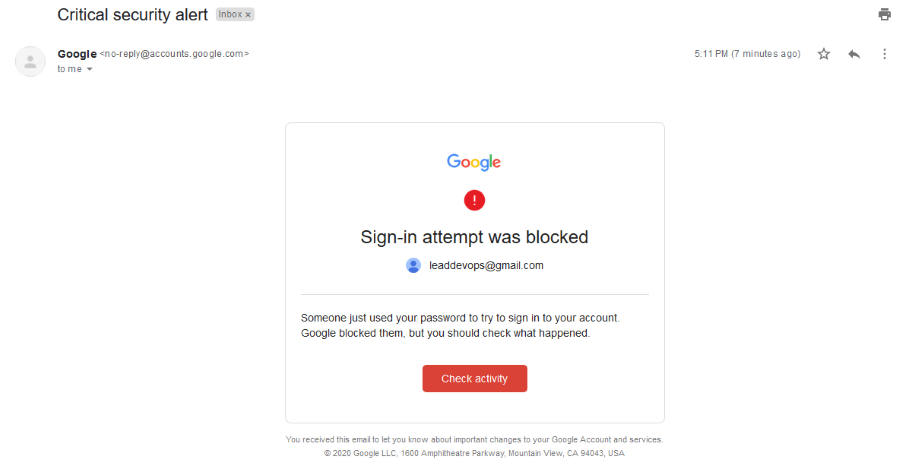 Critical security alert Inbox ×
Google <no-reply@accounts.google.com> 5:11 PM (7 minutes ago)
to me
Google
Sign-in attempt was blocked
leaddevops@gmail.com
Someone just used your password to try to sign in to your account.
Google blocked them, but you should check what happened.
Check activity
You received this email to let you know about important changes to your Google Account and services.
© 2020 Google LLC, 1600 Amphitheatre Parkway, Mountain View, CA 94043, USA